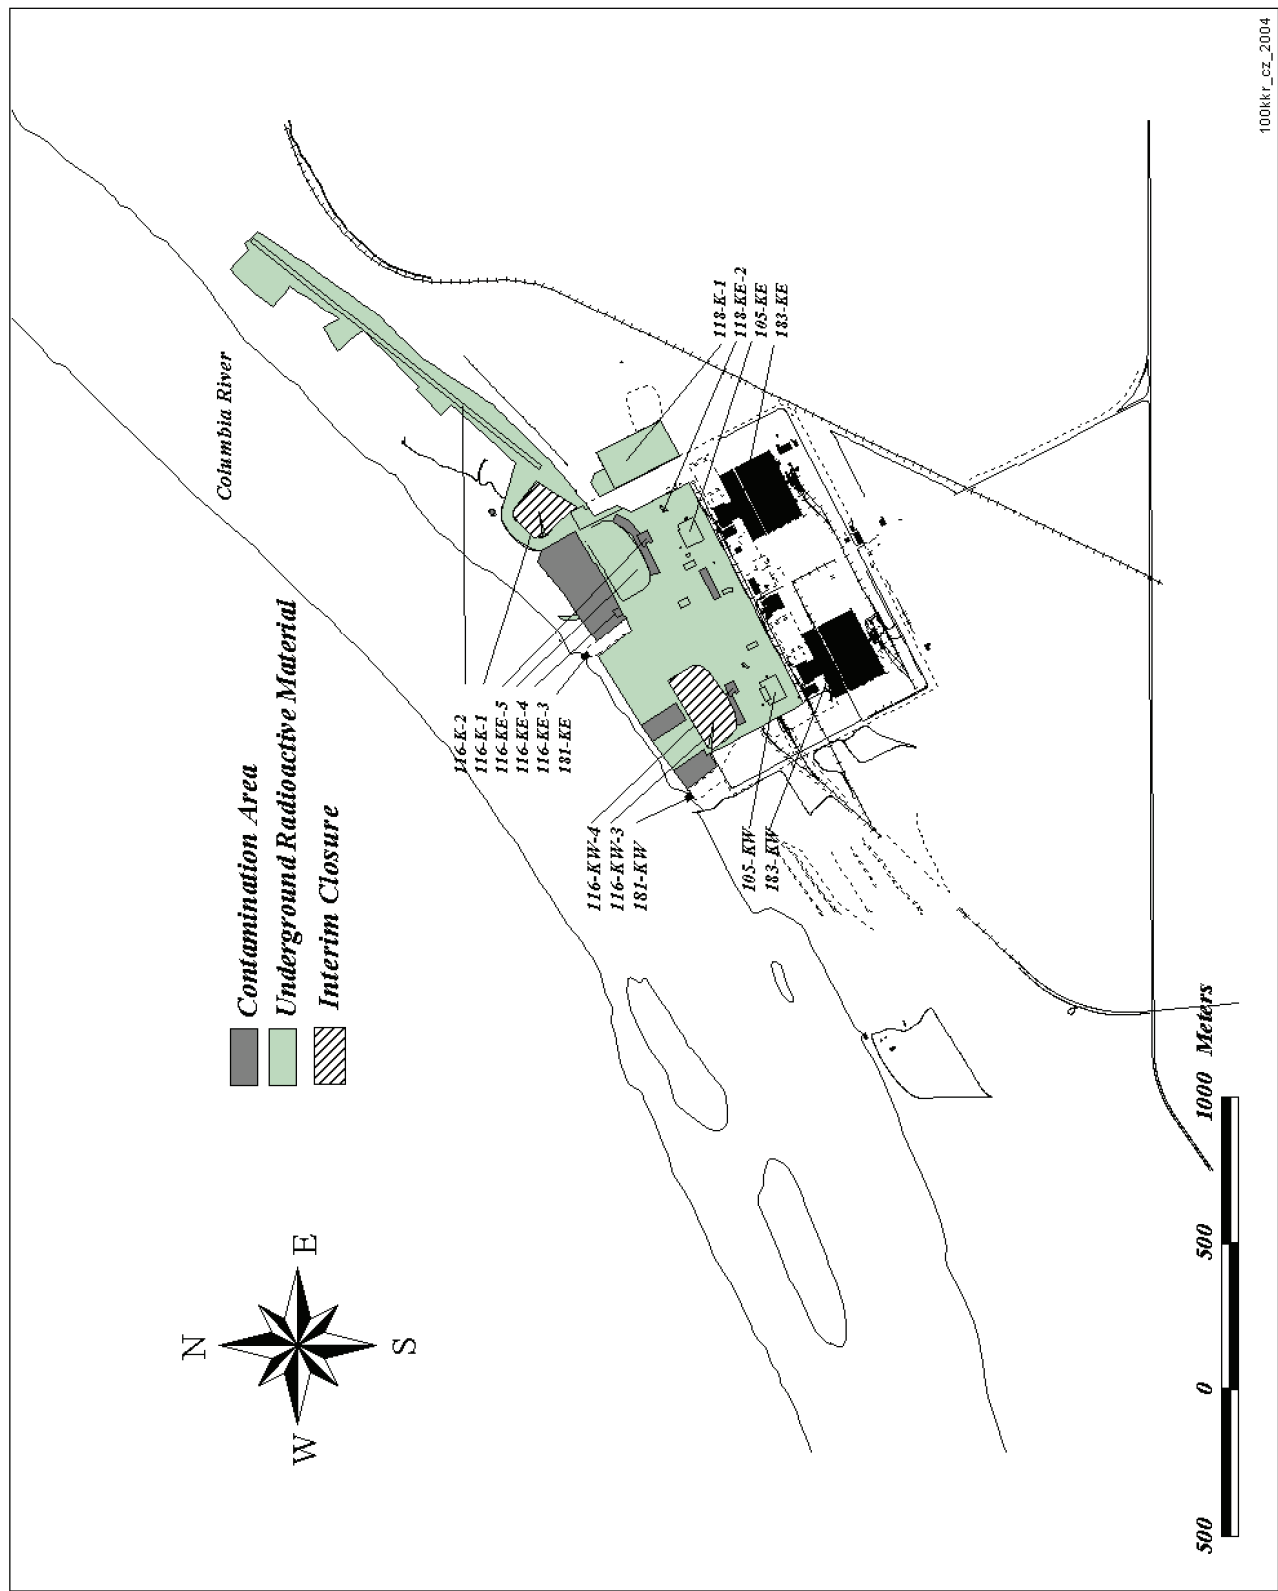 N
W
E
S
Contamination Area
Underground Radioactive Material
Interim Closure
Columbia River
116-K-2
116-K-1
116-KE-5
116-KE-4
116-KE-3
181-KE
116-KW-4
116-KW-3
181-KW
105-KW
183-KW
118-K-1
118-KE-2
105-KE
183-KE
500 0 500 1000 Meters
100kkr_cz_2004